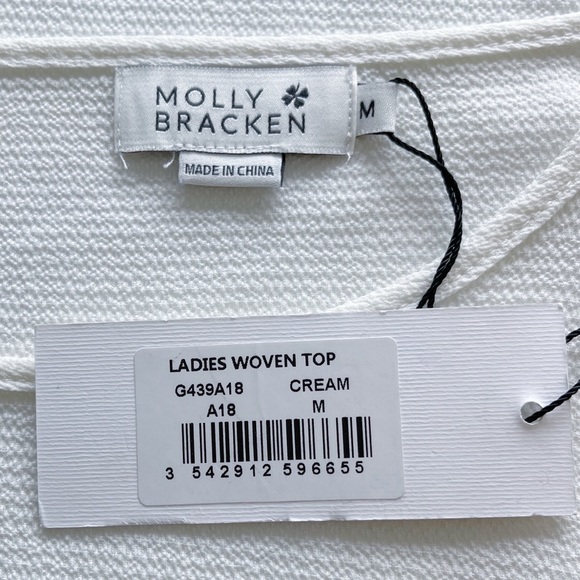 MOLLY
BRACKEN
M
MADE IN CHINA
LADIES WOVEN TOP
G439A18 CREAM
A18 M
3 542912 596655